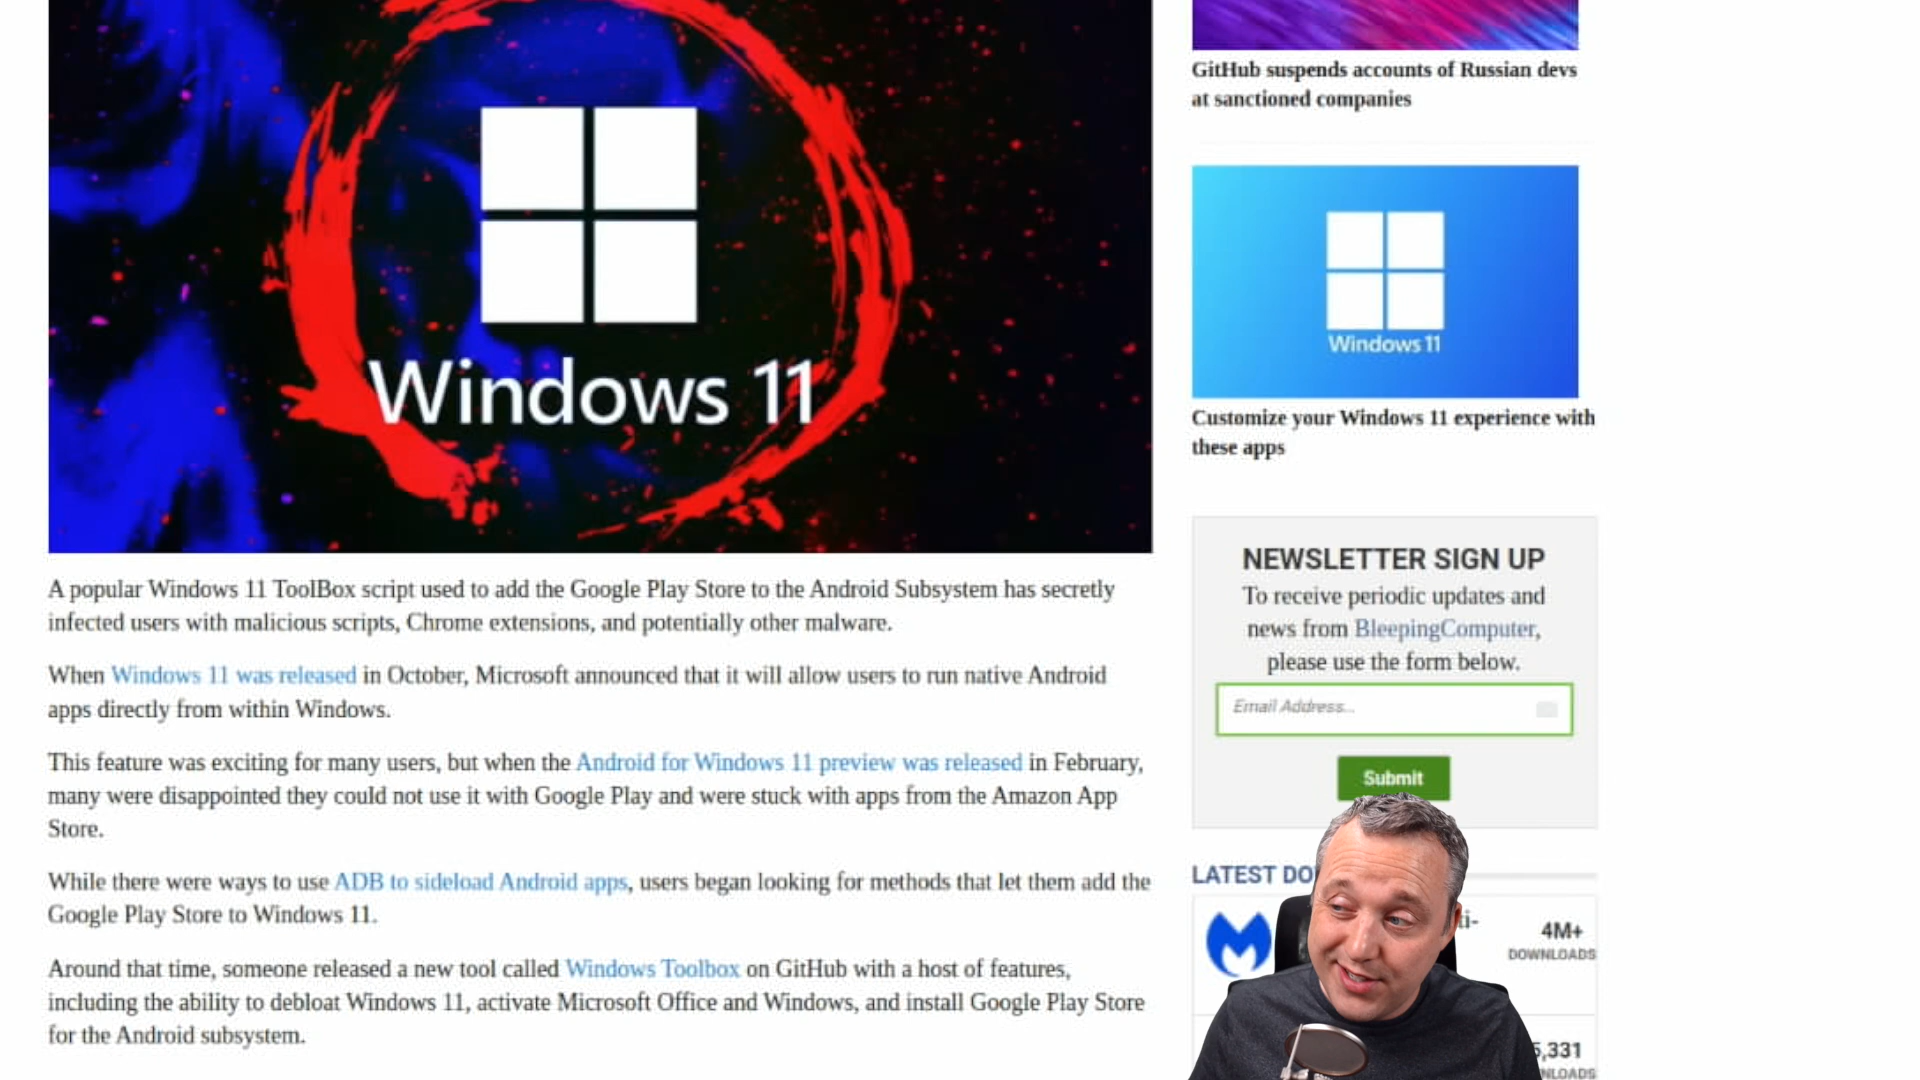 Windows 11
A popular Windows 11 ToolBox script used to add the Google Play Store to the Android Subsystem has secretly
infected users with malicious scripts, Chrome extensions, and potentially other malware.
When Windows 11 was released in October, Microsoft announced that it will allow users to run native Android
apps directly from within Windows.
This feature was exciting for many users, but when the Android for Windows 11 preview was released in February,
many were disappointed they could not use it with Google Play and were stuck with apps from the Amazon App
Store.
While there were ways to use ADB to sideload Android apps, users began looking for methods that let them add the
Google Play Store to Windows 11.
Around that time, someone released a new tool called Windows Toolbox on GitHub with a host of features,
including the ability to debloat Windows 11, activate Microsoft Office and Windows, and install Google Play Store
for the Android subsystem.
GitHub suspends accounts of Russian devs
at sanctioned companies
Windows 11
Customize your Windows 11 experience with
these apps
NEWSLETTER SIGN UP
To receive periodic updates and
news from BleepingComputer,
please use the form below.
Email Address...
Submit
LATEST
4M+
DOWNLOADS